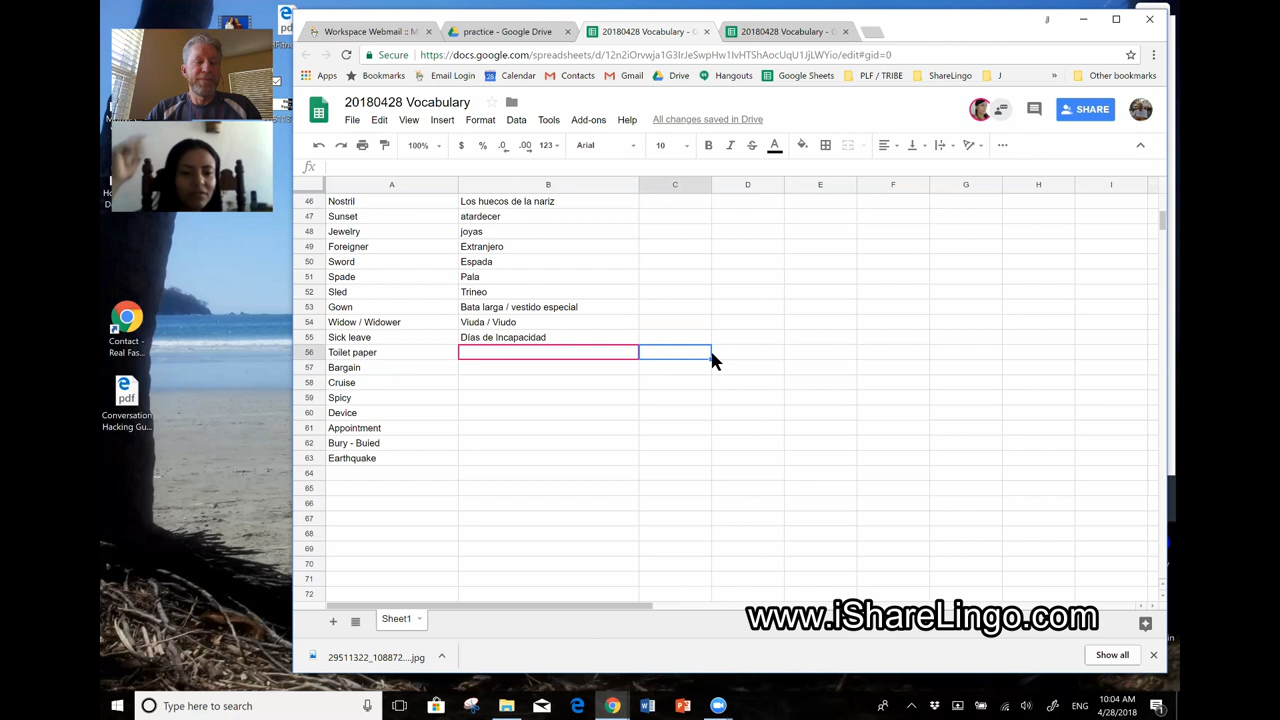 pdf
Workspace Webmail :: M
practice - Google Drive
20180428 Vocabulary - G
20180428 Vocabulary - G
Secure
https://docs.google.com/spreadsheets/d/12n2iOrvwja1G3IrJeSwpHw1lvHTShAocUqU1JjLWYio/edit#gid=0
Apps Bookmarks Email Login Calendar Contacts Gmail Drive Hangouts Google Sheets PLF / TRIBE ShareLingo J » Other bookmarks
20180428 Vocabulary
SHARE
File Edit View Insert Format Data Tools Add-ons Help All changes saved in Drive
100% $ % .0 .00 123 Arial 10 B I S A
fx
A B C D E F G H I
46 Nostril Los huecos de la nariz
47 Sunset atardecer
48 Jewelry joyas
49 Foreigner Extranjero
50 Sword Espada
51 Spade Pala
52 Sled Trineo
53 Gown Bata larga / vestido especial
54 Widow / Widower Viuda / Viudo
55 Sick leave Días de Incapacidad
56 Toilet paper
57 Bargain
58 Cruise
59 Spicy
60 Device
61 Appointment
62 Bury - Buied
63 Earthquake
64
65
66
67
68
69
70
71
72
Contact -
Real Fas...
pdf
Conversation
Hacking Gu...
www.iShareLingo.com
Sheet1
29511322_108872....jpg
Show all
Type here to search
ENG
10:04 AM
4/28/2018